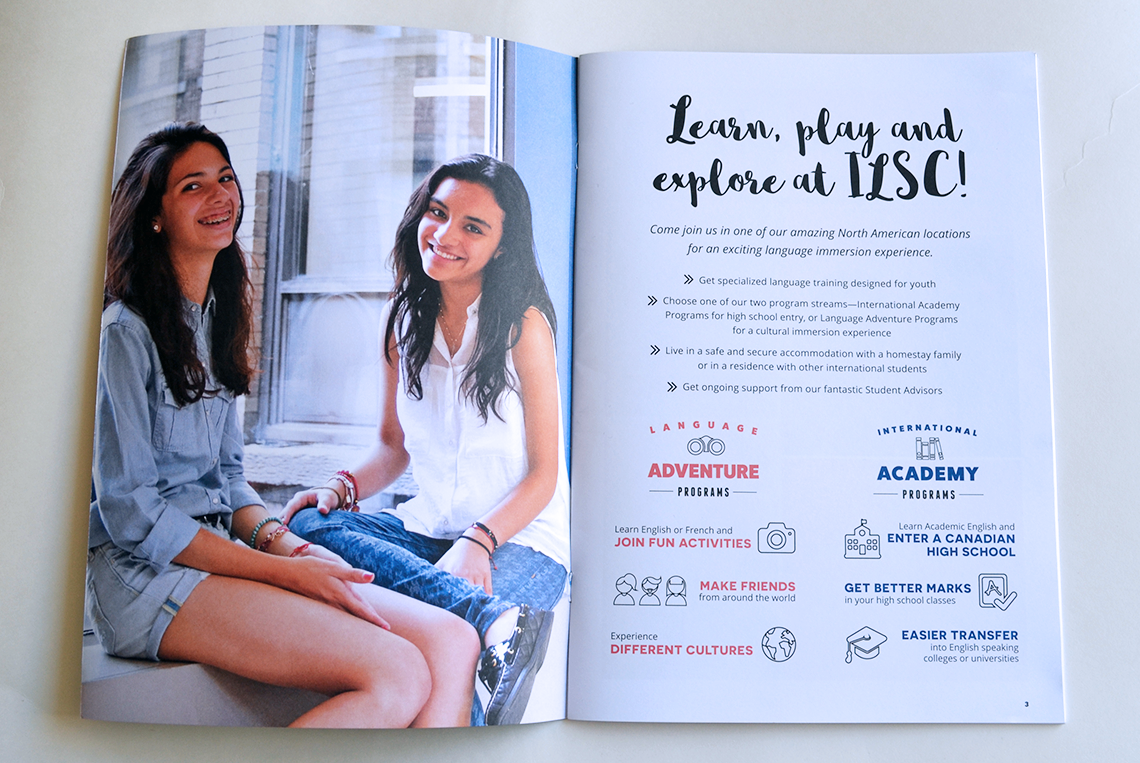 Learn, play and
explore at ILSC!
Come join us in one of our amazing North American locations
for an exciting language immersion experience.
Get specialized language training designed for youth
Choose one of our two program streams—International Academy
Programs for high school entry, or Language Adventure Programs
for a cultural immersion experience
Live in a safe and secure accommodation with a homestay family
or in a residence with other international students
Get ongoing support from our fantastic Student Advisors
LANGUAGE
ADVENTURE
PROGRAMS
Learn English or French and
JOIN FUN ACTIVITIES
MAKE FRIENDS
from around the world
Experience
DIFFERENT CULTURES
INTERNATIONAL
ACADEMY
PROGRAMS
Learn Academic English and
ENTER A CANADIAN
HIGH SCHOOL
GET BETTER MARKS
in your high school classes
A
EASIER TRANSFER
into English speaking
colleges or universities
3